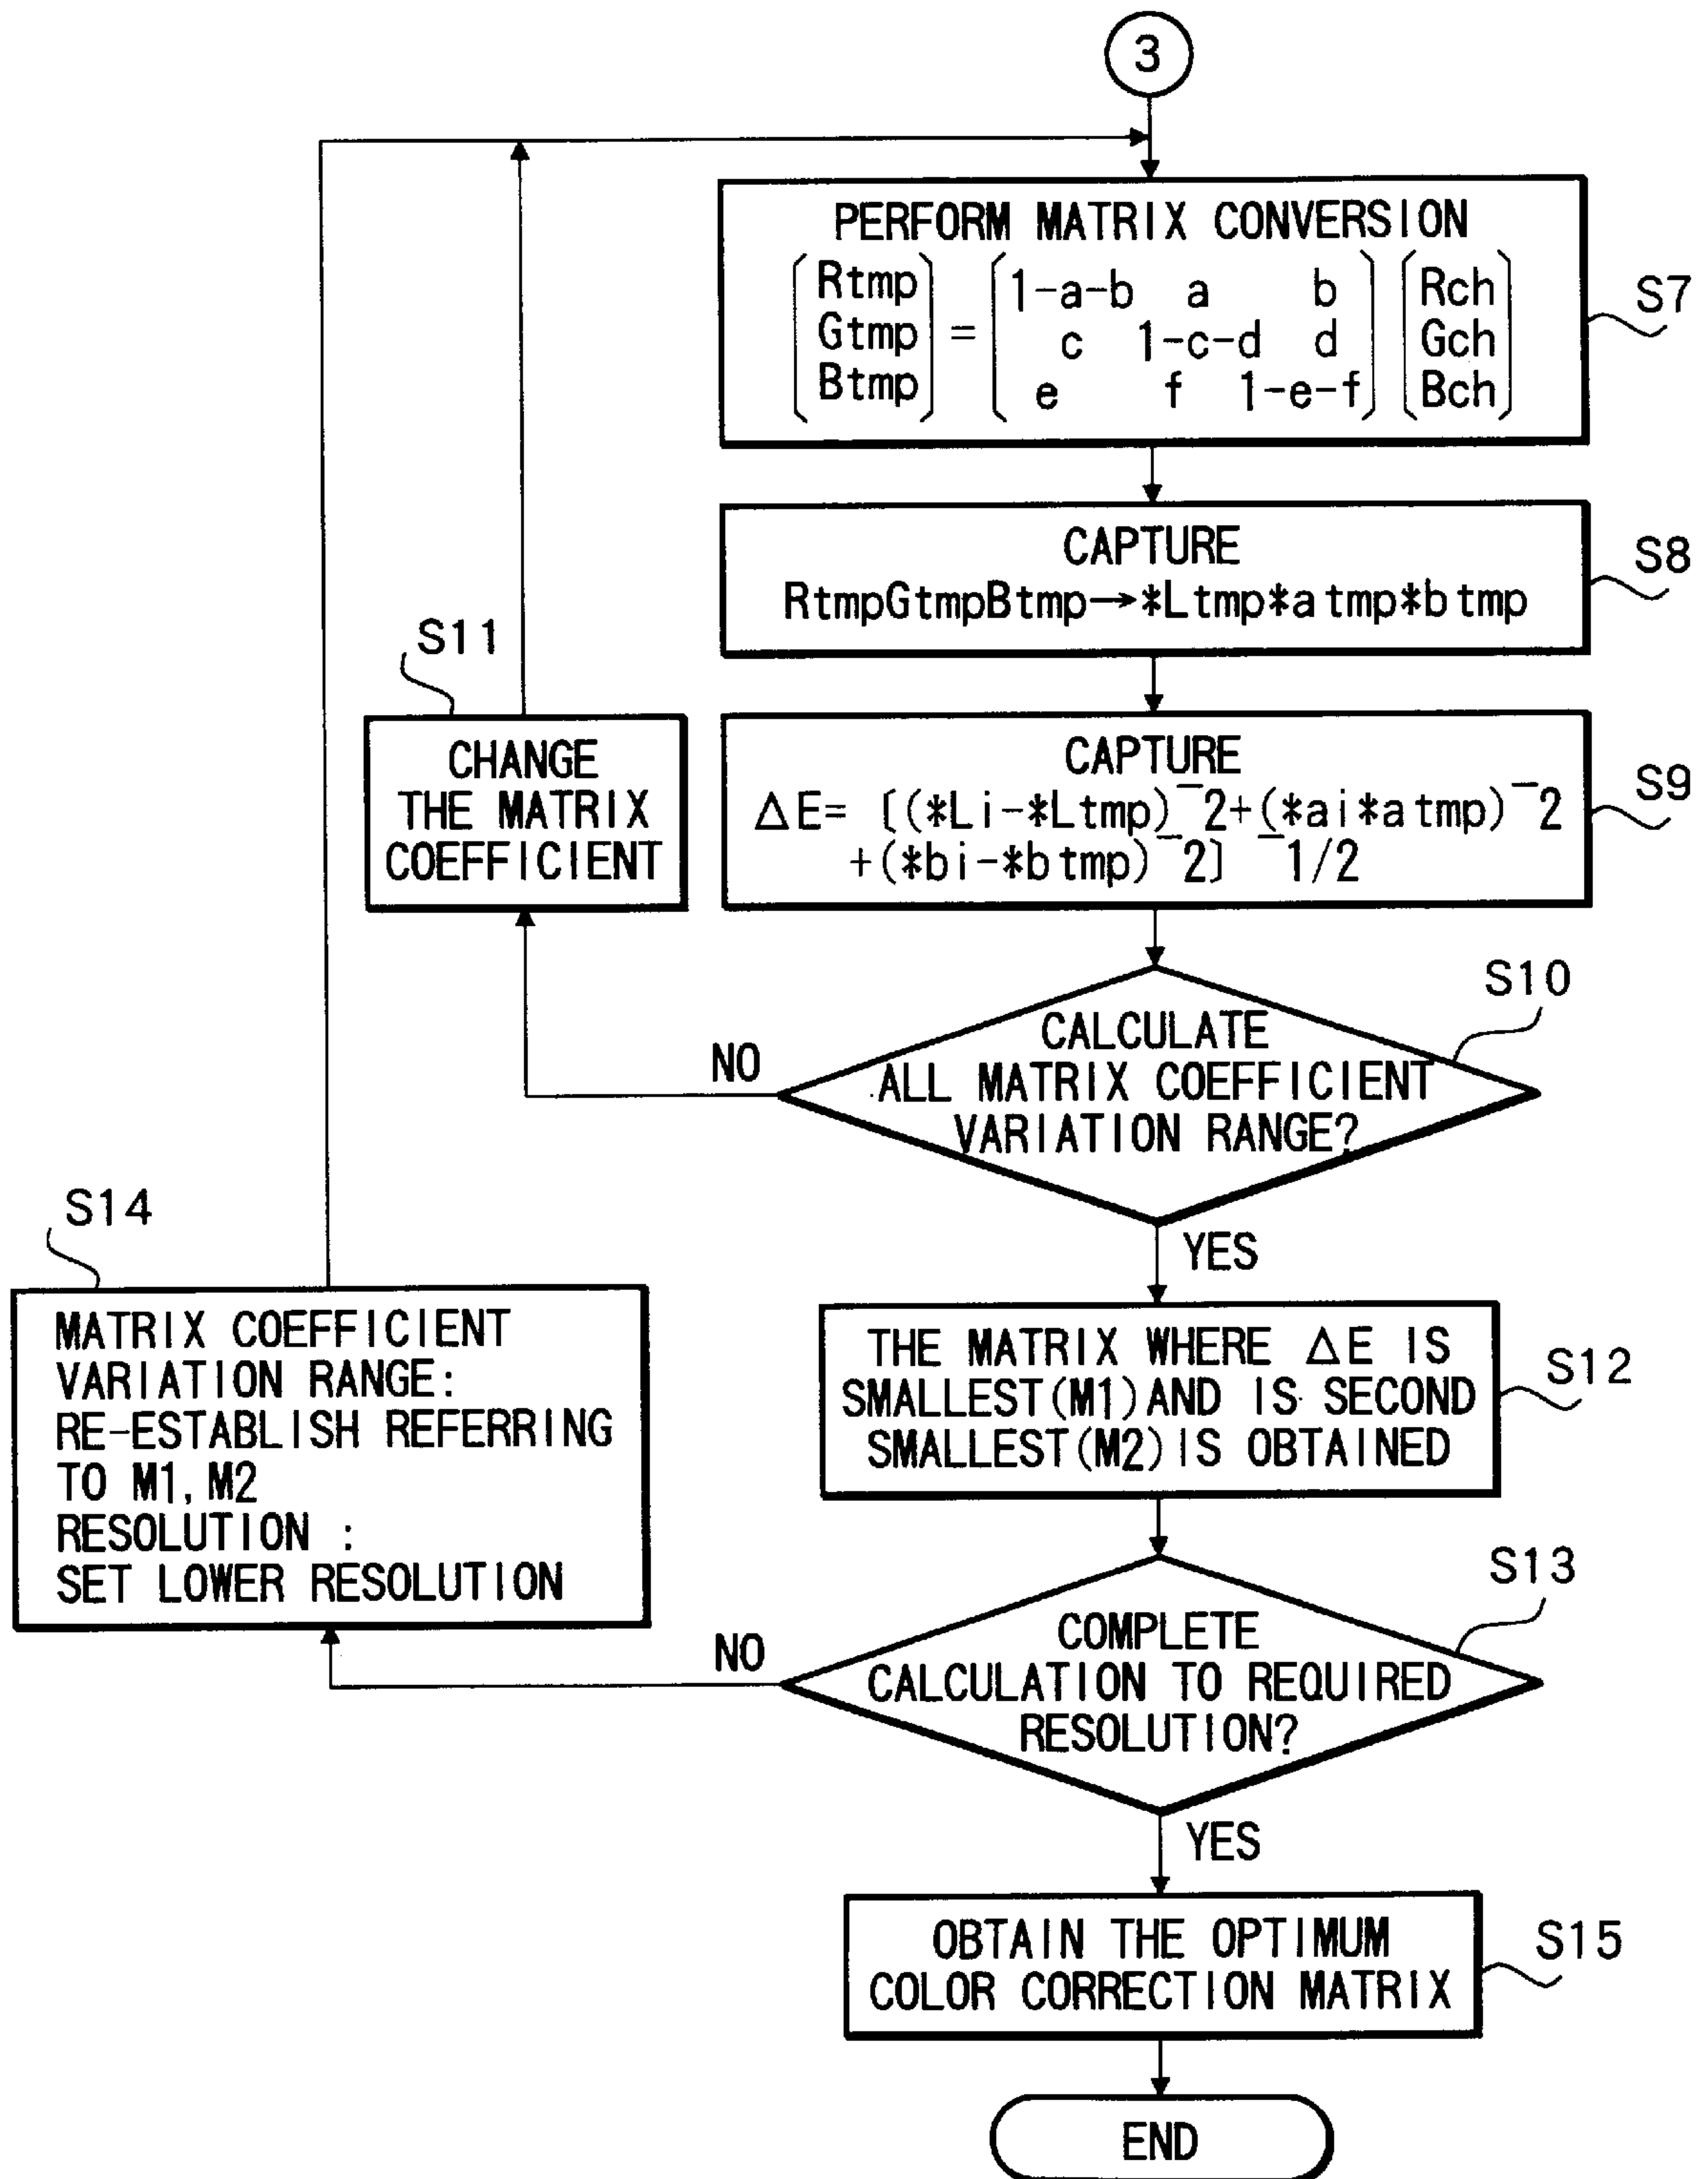 3
PERFORM MATRIX CONVERSION
Rtmp 1-a-b a b Rch
Gtmp = c 1-c-d d Gch
Btmp e f 1-e-f Bch
S7
CAPTURE
RtmpGtmpBtmp→*Ltmp*atmp*btmp
S8
CAPTURE
ΔE= [(*Li-*Ltmp)¯2+(*ai*atmp)¯2
+(*bi-*btmp)¯2] ¯1/2
S9
S11
CHANGE
THE MATRIX
COEFFICIENT
S10
CALCULATE
ALL MATRIX COEFFICIENT
VARIATION RANGE?
NO
YES
S14
MATRIX COEFFICIENT
VARIATION RANGE:
RE-ESTABLISH REFERRING
TO M1, M2
RESOLUTION :
SET LOWER RESOLUTION
THE MATRIX WHERE ΔE IS
SMALLEST(M1)AND IS SECOND
SMALLEST(M2)IS OBTAINED
S12
S13
COMPLETE
CALCULATION TO REQUIRED
RESOLUTION?
NO
YES
OBTAIN THE OPTIMUM
COLOR CORRECTION MATRIX
S15
END